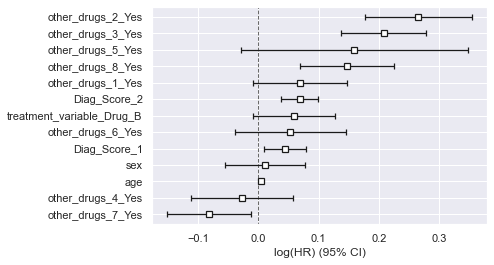 other_drugs_2_Yes
other_drugs_3_Yes
other_drugs_5_Yes
other_drugs_8_Yes
other_drugs_1_Yes
Diag_Score_2
treatment_variable_Drug_B
other_drugs_6_Yes
Diag_Score_1
sex
age
other_drugs_4_Yes
other_drugs_7_Yes
−0.1 0.0 0.1 0.2 0.3
log(HR) (95% CI)